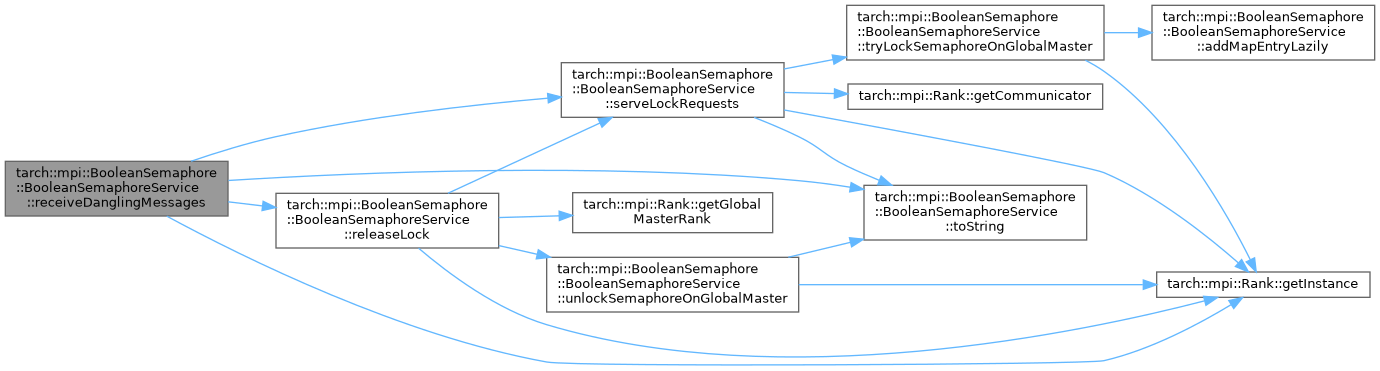 tarch::mpi::BooleanSemaphore
::BooleanSemaphoreService
::receiveDanglingMessages
tarch::mpi::BooleanSemaphore
::BooleanSemaphoreService
::releaseLock
tarch::mpi::BooleanSemaphore
::BooleanSemaphoreService
::serveLockRequests
tarch::mpi::Rank::getGlobal
MasterRank
tarch::mpi::BooleanSemaphore
::BooleanSemaphoreService
::unlockSemaphoreOnGlobalMaster
tarch::mpi::BooleanSemaphore
::BooleanSemaphoreService
::tryLockSemaphoreOnGlobalMaster
tarch::mpi::Rank::getCommunicator
tarch::mpi::BooleanSemaphore
::BooleanSemaphoreService
::toString
tarch::mpi::BooleanSemaphore
::BooleanSemaphoreService
::addMapEntryLazily
tarch::mpi::Rank::getInstance